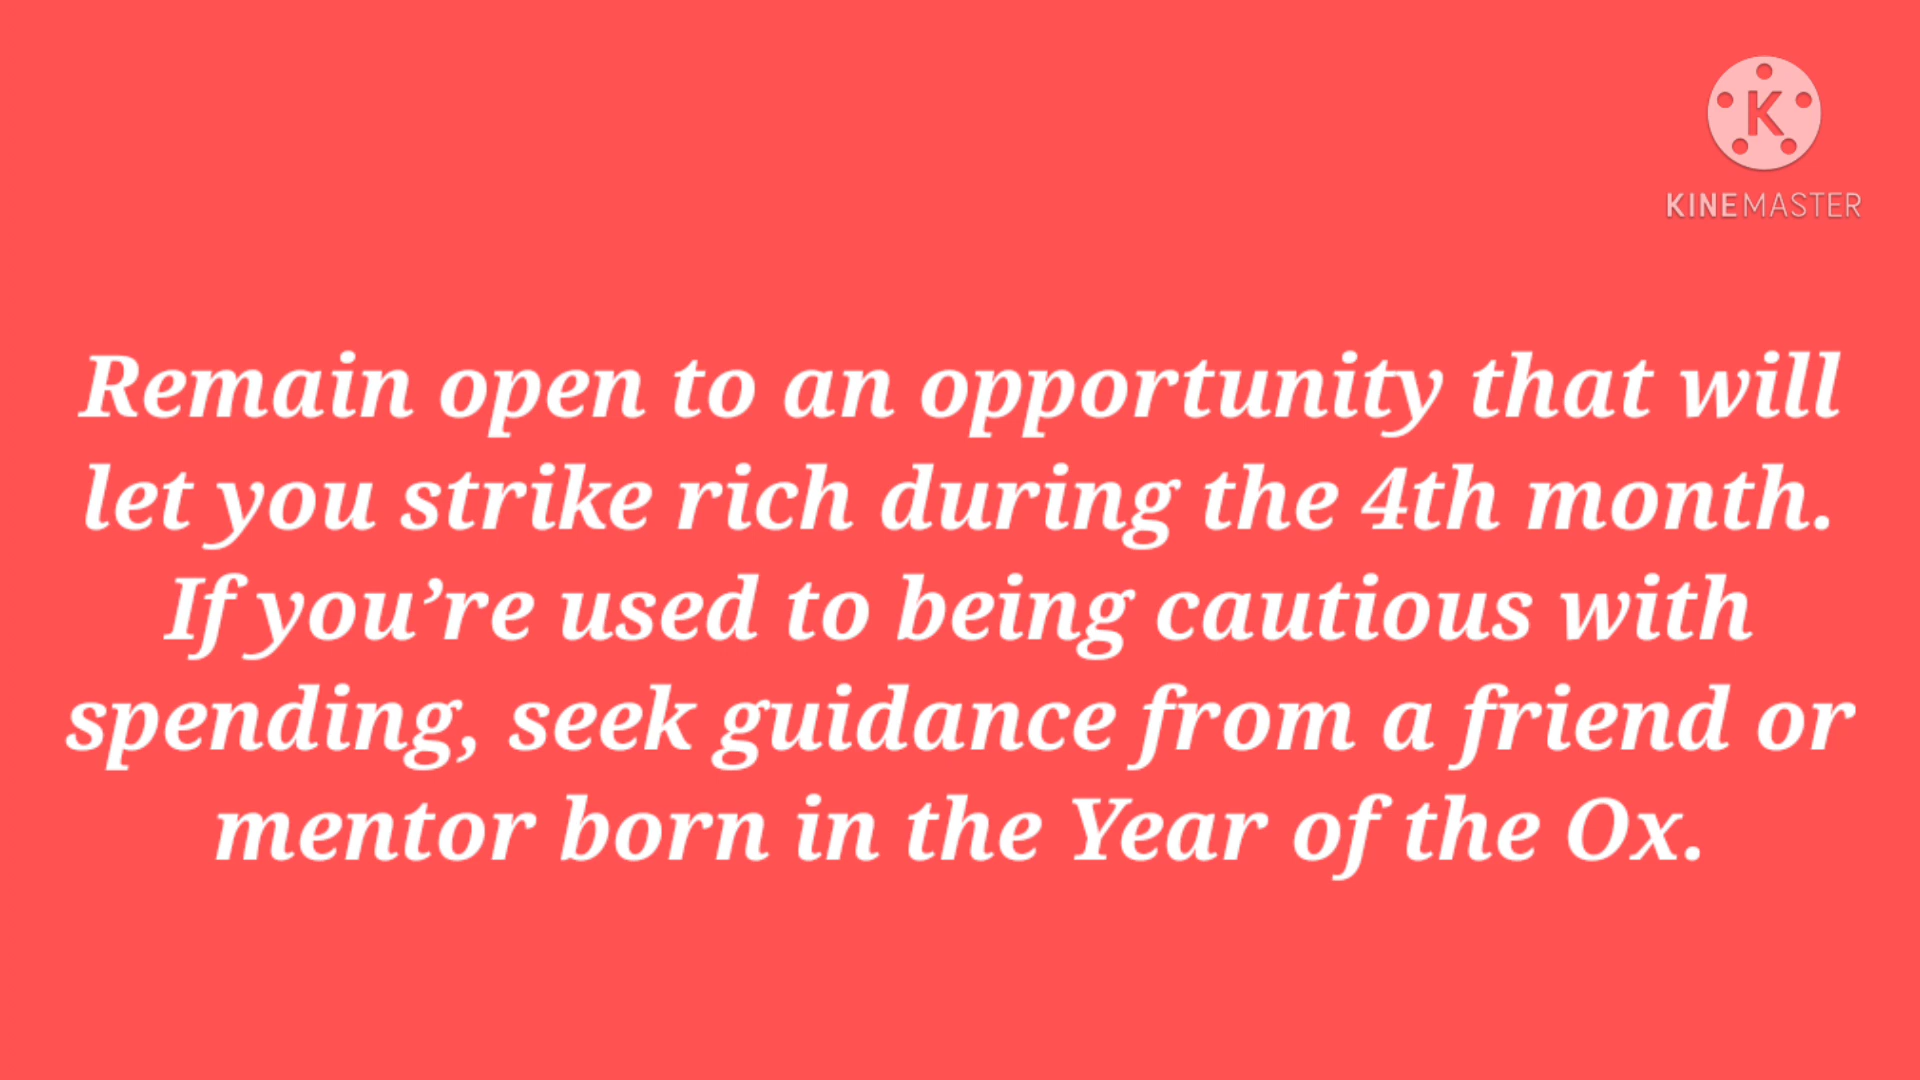 K
KINEMASTER
Remain open to an opportunity that will
let you strike rich during the 4th month.
If you’re used to being cautious with
spending, seek guidance from a friend or
mentor born in the Year of the Ox.